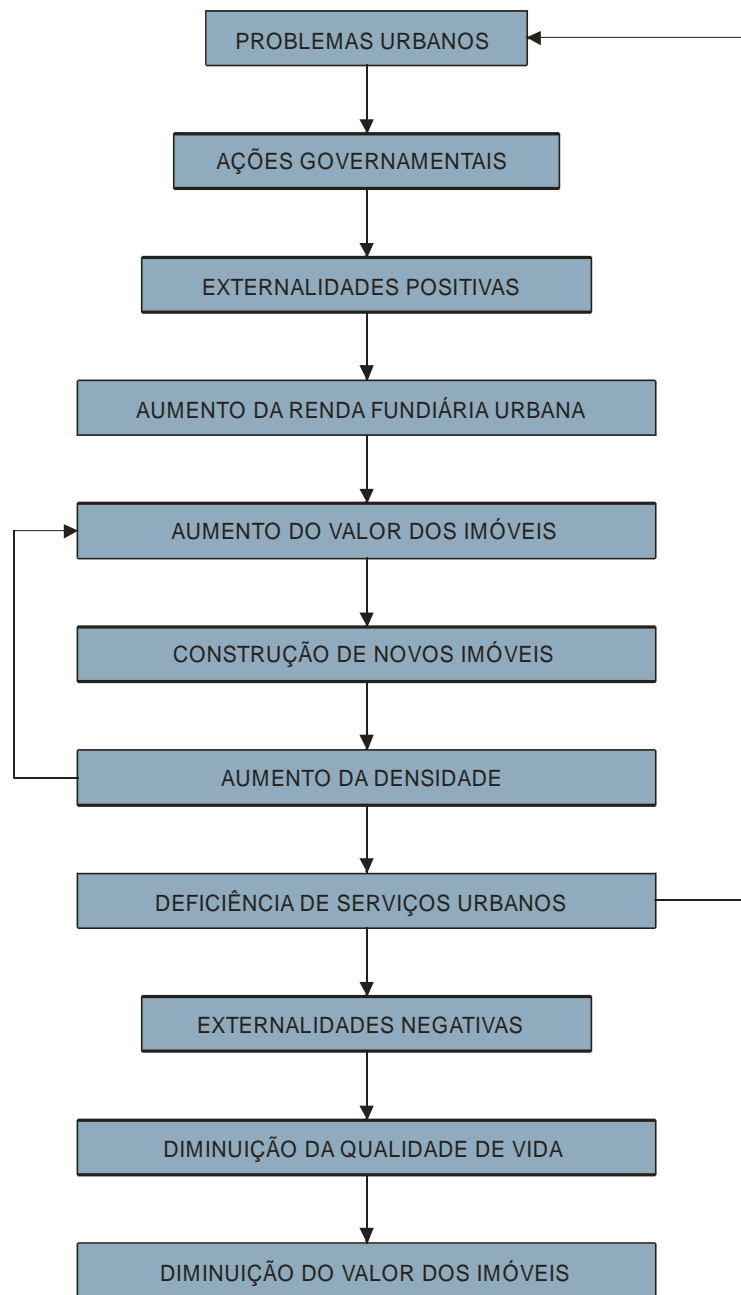 PROBLEMAS URBANOS
AÇÕES GOVERNAMENTAIS
EXTERNALIDADES POSITIVAS
AUMENTO DA RENDA FUNDIÁRIA URBANA
AUMENTO DO VALOR DOS IMÓVEIS
CONSTRUÇÃO DE NOVOS IMÓVEIS
AUMENTO DA DENSIDADE
DEFICIÊNCIA DE SERVIÇOS URBANOS
EXTERNALIDADES NEGATIVAS
DIMINUIÇÃO DA QUALIDADE DE VIDA
DIMINUIÇÃO DO VALOR DOS IMÓVEIS